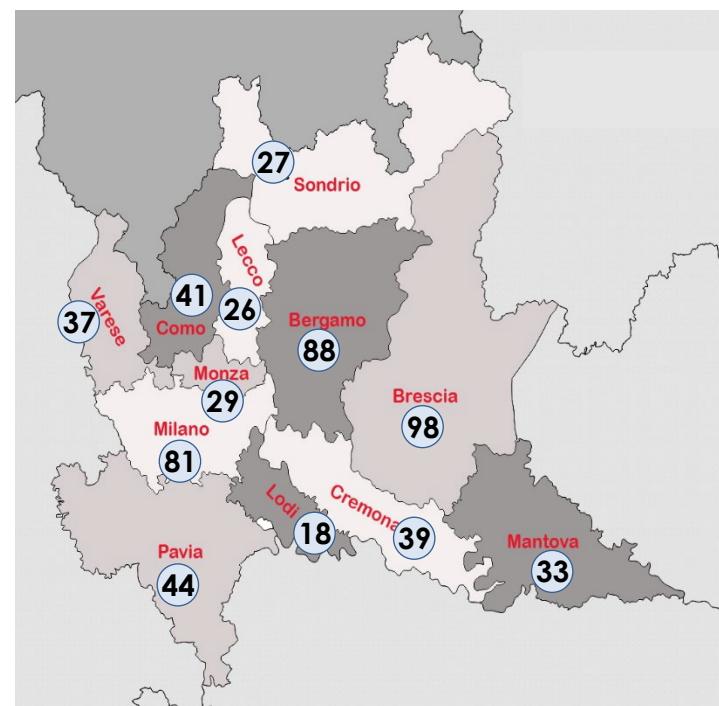 27
Sondrio
Lecco
41
26
Varese
37
Como
Bergamo
88
Monza
29
Brescia
98
Milano
81
Lodi
18
Cremona
39
Pavia
44
Mantova
33